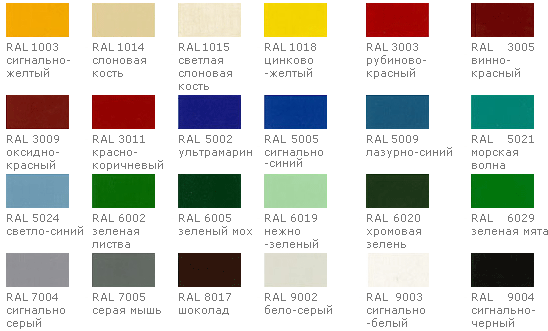 RAL 1003
сигнально-
желтый
RAL 1014
слоновая
кость
RAL 1015
светлая
слоновая
кость
RAL 1018
цинково
-желтый
RAL 3003
рубиново-
красный
RAL 3005
винно-
красный
RAL 3009
оксидно-
красный
RAL 3011
красно-
коричневый
RAL 5002
ультрамарин
RAL 5005
сигнально
-синий
RAL 5009
лазурно-синий
RAL 5021
морская
волна
RAL 5024
светло-синий
RAL 6002
зеленая
листва
RAL 6005
зеленый мох
RAL 6019
нежно
-зеленый
RAL 6020
хромовая
зелень
RAL 6029
зеленая мята
RAL 7004
сигнально
серый
RAL 7005
серая мышь
RAL 8017
шоколад
RAL 9002
бело-серый
RAL 9003
сигнально
-белый
RAL 9004
сигнально-
черный